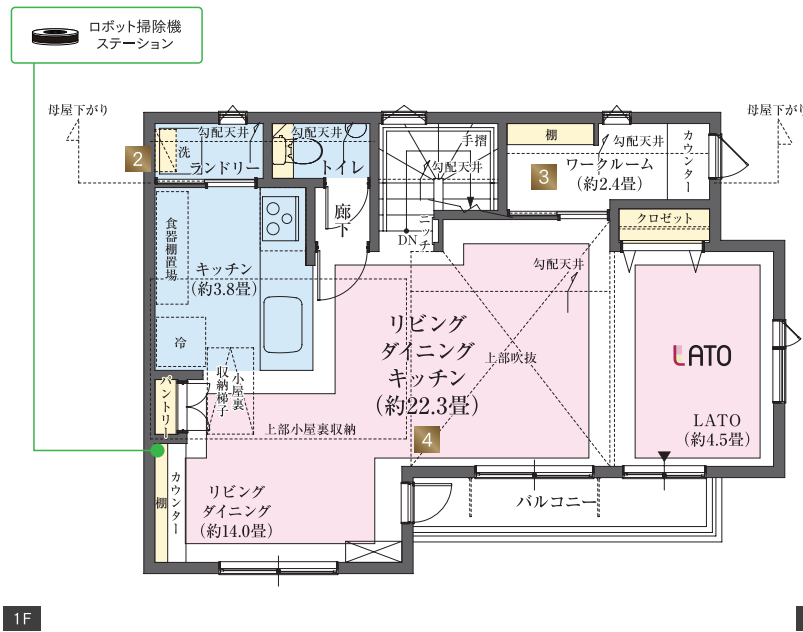 ロボット掃除機
ステーション
母屋下がり
母屋下がり
2
勾配天井
洗
ランドリー
勾配天井
トイレ
手摺
勾配天井
DN
棚
勾配天井
3
ワークルーム
(約2.4畳)
カウンター
廊下
ニッチ
クロゼット
食器棚置場
キッチン
(約3.8畳)
冷
勾配天井
リビング
ダイニング
キッチン
(約22.3畳)
上部吹抜
LATO
LATO
(約4.5畳)
パントリー
小屋裏
収納梯子
上部小屋裏収納
4
棚
カウンター
リビング
ダイニング
(約14.0畳)
バルコニー
1F